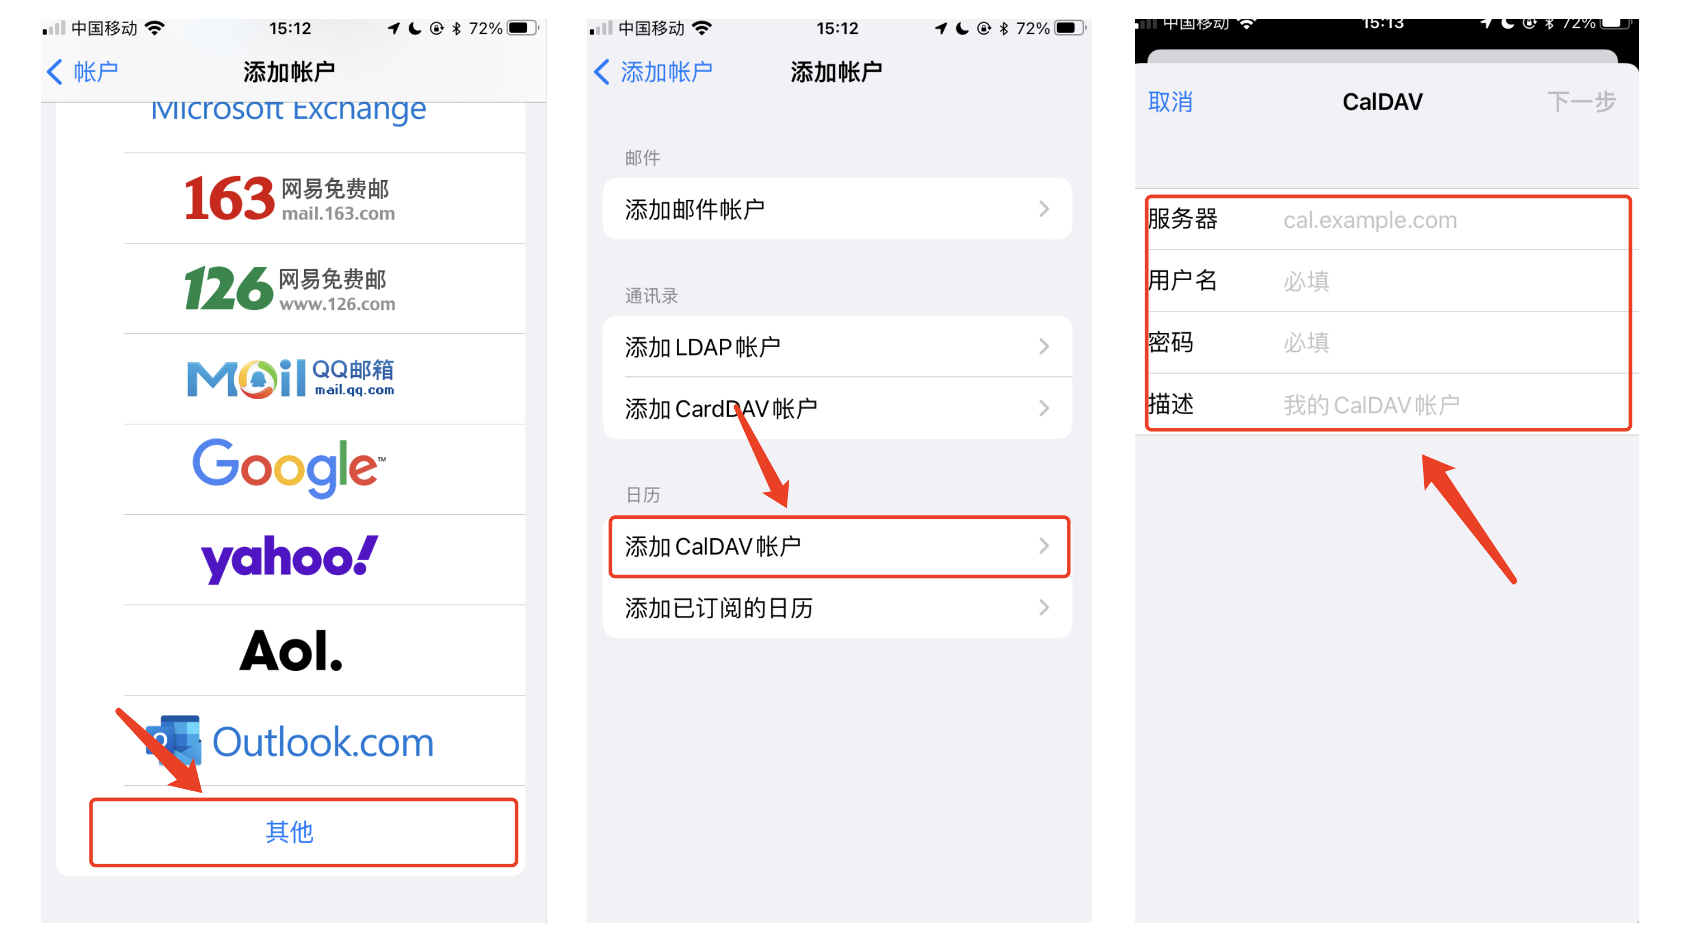 中国移动 15:12 72%
帐户 添加帐户
Microsoft Exchange
163 网易免费邮
mail.163.com
126 网易免费邮
www.126.com
Mail QQ邮箱
mail.qq.com
Google™
yahoo!
Aol.
Outlook.com
其他
中国移动 15:12 72%
添加帐户 添加帐户
邮件
添加邮件帐户
通讯录
添加 LDAP 帐户
添加 CardDAV 帐户
日历
添加 CalDAV 帐户
添加已订阅的日历
中国移动 15:13 72%
取消 CalDAV 下一步
服务器 cal.example.com
用户名 必填
密码 必填
描述 我的 CalDAV 帐户